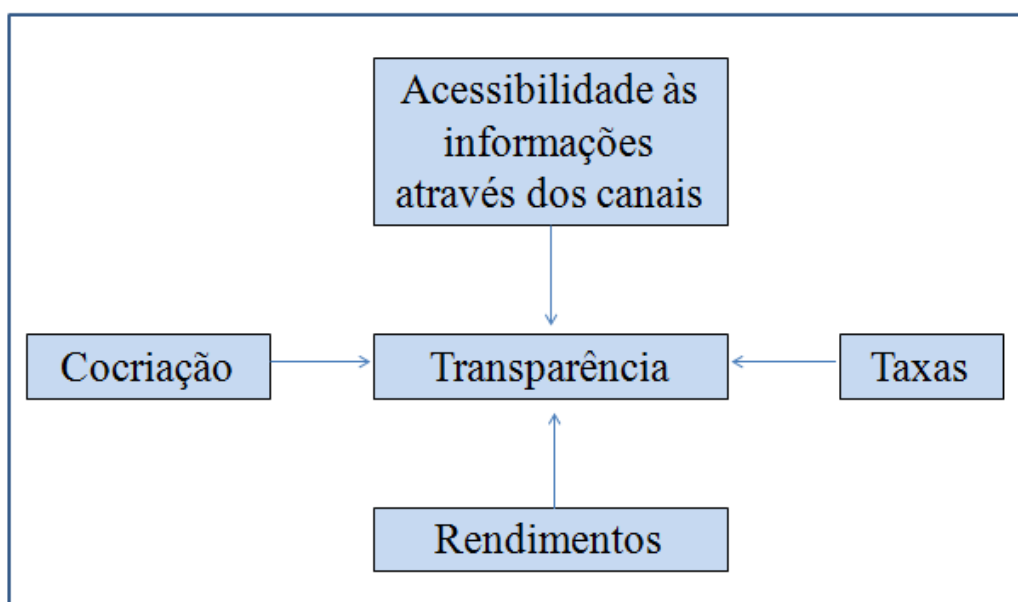 Acessibilidade às
informações
através dos canais
Cocriação
Transparência
Taxas
Rendimentos